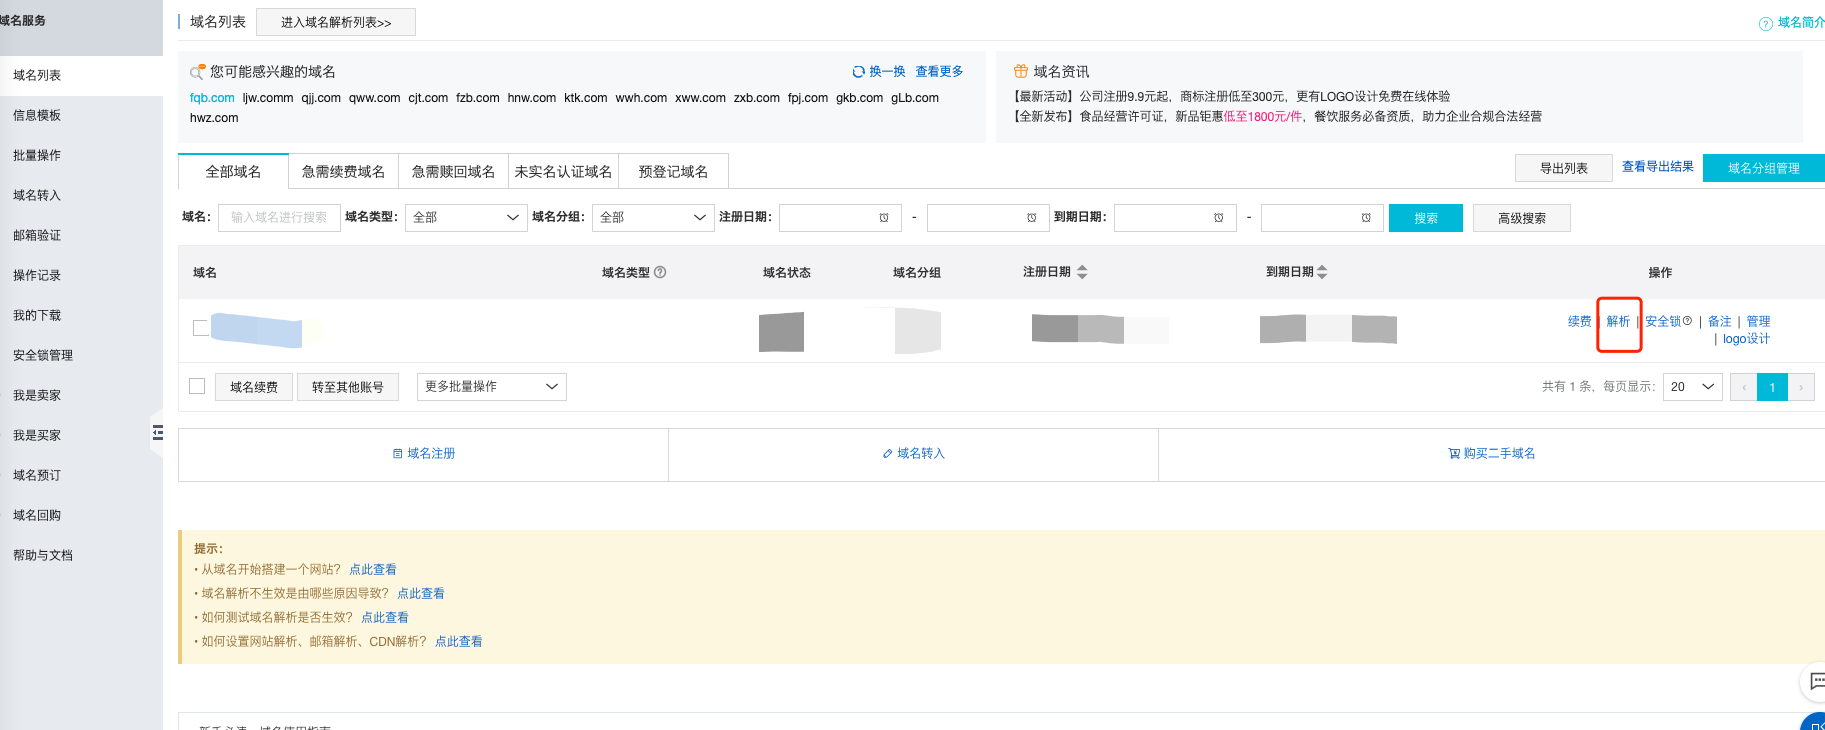 域名服务
域名列表
信息模板
批量操作
域名转入
邮箱验证
操作记录
我的下载
安全锁管理
我是卖家
我是买家
域名预订
域名回购
帮助与文档
域名列表 进入域名解析列表>>
域名简介
您可能感兴趣的域名 换一换 查看更多
fqb.com ljw.comm qjj.com qww.com cjt.com fzb.com hnw.com ktk.com wwh.com xww.com zxb.com fpj.com gkb.com gLb.com
hwz.com
域名资讯
【最新活动】公司注册9.9元起，商标注册低至300元，更有LOGO设计免费在线体验
【全新发布】食品经营许可证，新品钜惠低至1800元/件，餐饮服务必备资质，助力企业合规合法经营
全部域名 急需续费域名 急需赎回域名 未实名认证域名 预登记域名
导出列表 查看导出结果 域名分组管理
域名： 输入域名进行搜索 域名类型： 全部 域名分组： 全部 注册日期： - 到期日期： - 搜索 高级搜索
域名 域名类型 域名状态 域名分组 注册日期 到期日期 操作
续费 | 解析 | 安全锁 | 备注 | 管理
| logo设计
域名续费 转至其他账号 更多批量操作
共有 1 条，每页显示： 20 ‹ 1 ›
域名注册 域名转入 购买二手域名
提示：
• 从域名开始搭建一个网站？ 点此查看
• 域名解析不生效是由哪些原因导致？ 点此查看
• 如何测试域名解析是否生效？ 点此查看
• 如何设置网站解析、邮箱解析、CDN解析？ 点此查看